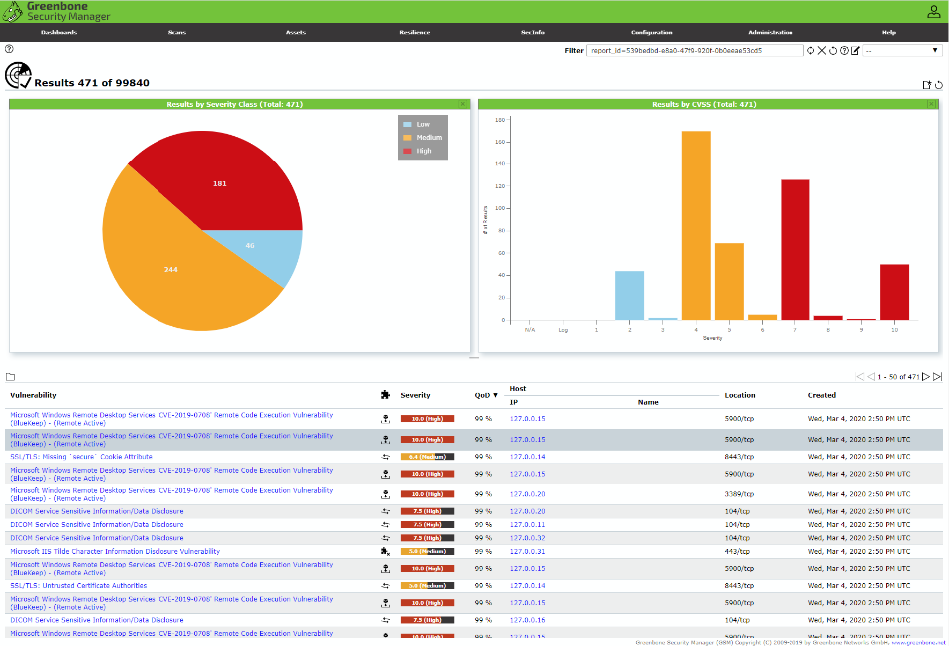 Greenbone
Security Manager
Dashboards Scans Assets Resilience SecInfo Configuration Administration Help
Filter report_id=539bedbd-e8a0-47f9-920f-0b0eeae53cd5 --
Results 471 of 99840
Results by Severity Class (Total: 471)
Low
Medium
High
181
46
244
Results by CVSS (Total: 471)
180
160
140
120
100
80
60
40
20
0
# of Results
N/A Log 1 2 3 4 5 6 7 8 9 10
Severity
1 - 50 of 471
Vulnerability Severity QoD ▼ Host Location Created
IP Name
Microsoft Windows Remote Desktop Services CVE-2019-0708' Remote Code Execution Vulnerability
(BlueKeep) - (Remote Active) 10.0 (High) 99 % 127.0.0.15 5900/tcp Wed, Mar 4, 2020 2:50 PM UTC
Microsoft Windows Remote Desktop Services CVE-2019-0708' Remote Code Execution Vulnerability
(BlueKeep) - (Remote Active) 10.0 (High) 99 % 127.0.0.15 5900/tcp Wed, Mar 4, 2020 2:50 PM UTC
SSL/TLS: Missing `secure` Cookie Attribute 6.4 (Medium) 99 % 127.0.0.14 8443/tcp Wed, Mar 4, 2020 2:50 PM UTC
Microsoft Windows Remote Desktop Services CVE-2019-0708' Remote Code Execution Vulnerability
(BlueKeep) - (Remote Active) 10.0 (High) 99 % 127.0.0.15 5900/tcp Wed, Mar 4, 2020 2:50 PM UTC
Microsoft Windows Remote Desktop Services CVE-2019-0708' Remote Code Execution Vulnerability
(BlueKeep) - (Remote Active) 10.0 (High) 99 % 127.0.0.20 3389/tcp Wed, Mar 4, 2020 2:50 PM UTC
DICOM Service Sensitive Information/Data Disclosure 7.5 (High) 99 % 127.0.0.20 104/tcp Wed, Mar 4, 2020 2:50 PM UTC
DICOM Service Sensitive Information/Data Disclosure 7.5 (High) 99 % 127.0.0.11 104/tcp Wed, Mar 4, 2020 2:50 PM UTC
DICOM Service Sensitive Information/Data Disclosure 7.5 (High) 99 % 127.0.0.32 104/tcp Wed, Mar 4, 2020 2:50 PM UTC
Microsoft IIS Tilde Character Information Disclosure Vulnerability 5.0 (Medium) 99 % 127.0.0.31 443/tcp Wed, Mar 4, 2020 2:50 PM UTC
Microsoft Windows Remote Desktop Services CVE-2019-0708' Remote Code Execution Vulnerability
(BlueKeep) - (Remote Active) 10.0 (High) 99 % 127.0.0.15 5900/tcp Wed, Mar 4, 2020 2:50 PM UTC
SSL/TLS: Untrusted Certificate Authorities 5.0 (Medium) 99 % 127.0.0.14 8443/tcp Wed, Mar 4, 2020 2:50 PM UTC
Microsoft Windows Remote Desktop Services CVE-2019-0708' Remote Code Execution Vulnerability
(BlueKeep) - (Remote Active) 10.0 (High) 99 % 127.0.0.15 5900/tcp Wed, Mar 4, 2020 2:50 PM UTC
DICOM Service Sensitive Information/Data Disclosure 7.5 (High) 99 % 127.0.0.16 104/tcp Wed, Mar 4, 2020 2:50 PM UTC
Microsoft Windows Remote Desktop Services CVE-2019-0708' Remote Code Execution Vulnerability
10.0 (High) 99 % 127.0.0.15 5900/tcp Wed, Mar 4, 2020 2:50 PM UTC
Greenbone Security Manager (GSM) Copyright (C) 2009-2019 by Greenbone Networks GmbH, www.greenbone.net